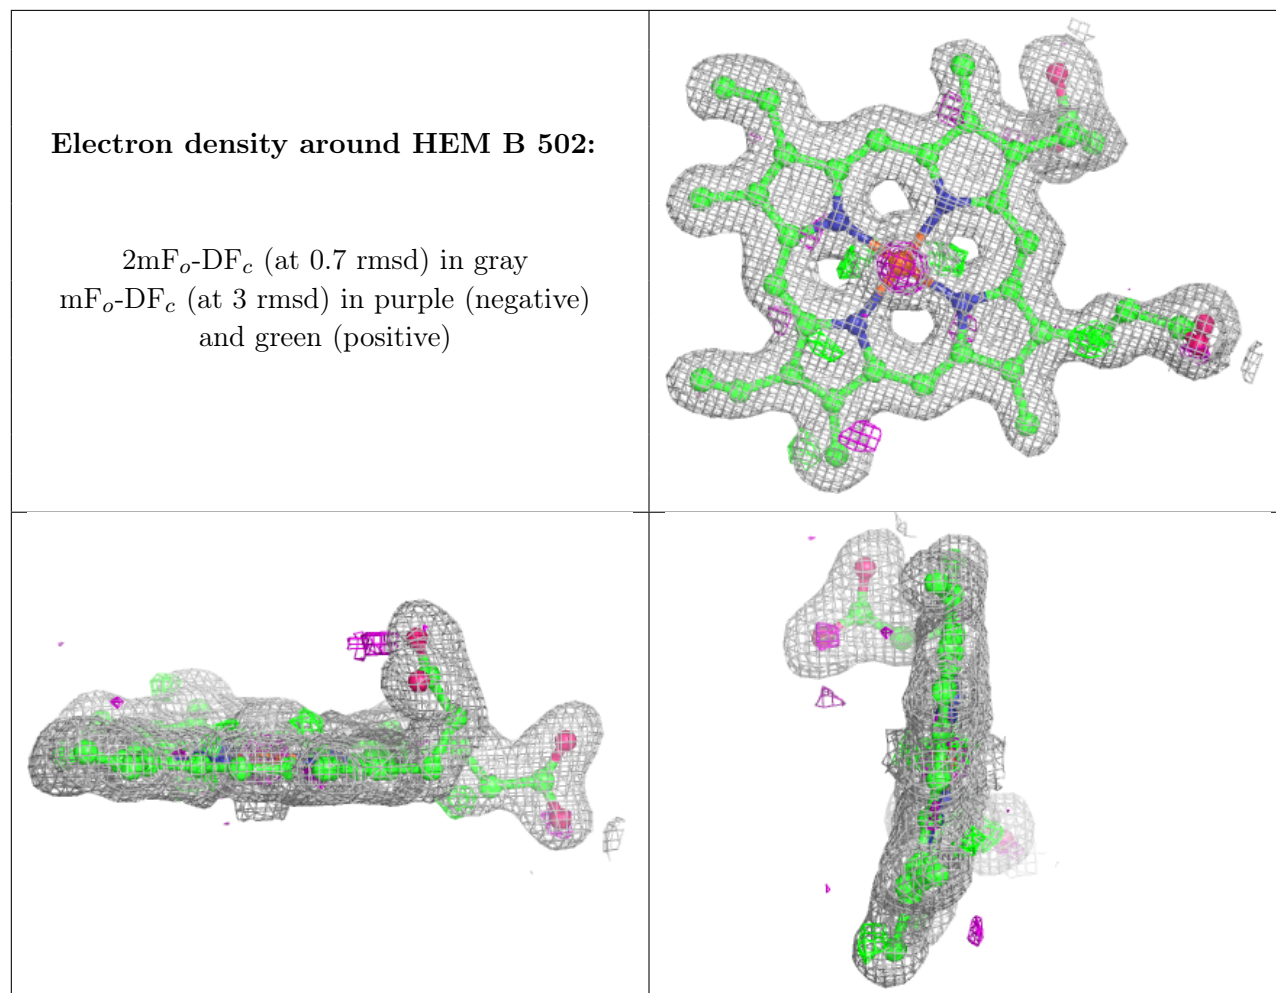 Electron density around HEM B 502:
2mFo-DFc (at 0.7 rmsd) in gray
mFo-DFc (at 3 rmsd) in purple (negative)
and green (positive)